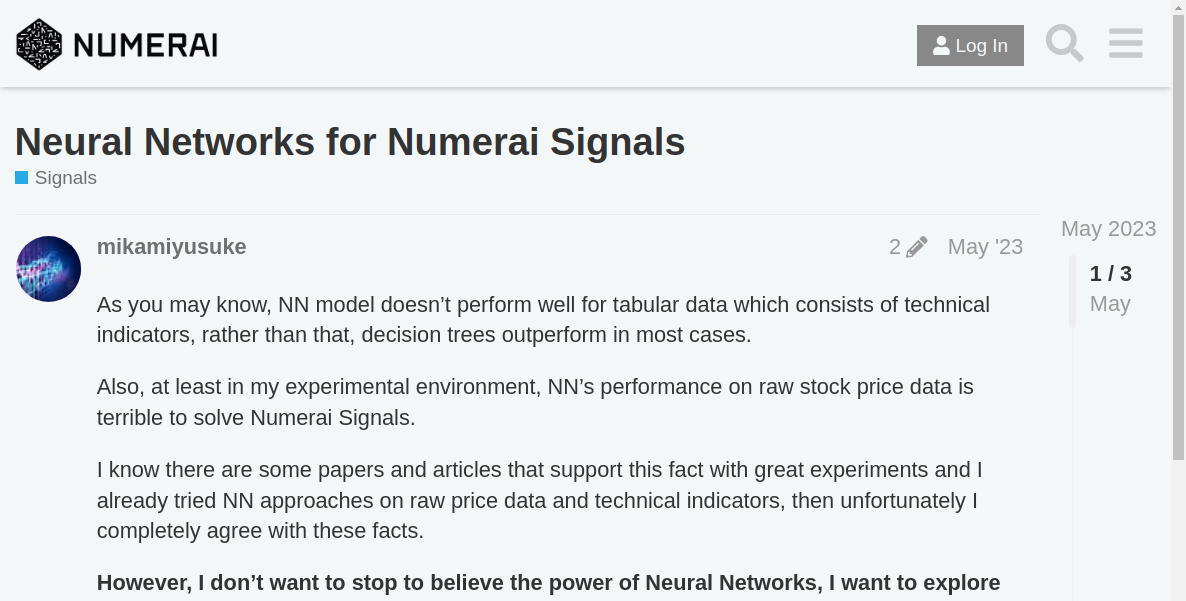 NUMERAI
Log In
Neural Networks for Numerai Signals
Signals
mikamiyusuke
2
May '23
As you may know, NN model doesn’t perform well for tabular data which consists of technical
indicators, rather than that, decision trees outperform in most cases.
Also, at least in my experimental environment, NN’s performance on raw stock price data is
terrible to solve Numerai Signals.
I know there are some papers and articles that support this fact with great experiments and I
already tried NN approaches on raw price data and technical indicators, then unfortunately I
completely agree with these facts.
However, I don’t want to stop to believe the power of Neural Networks, I want to explore
May 2023
1 / 3
May